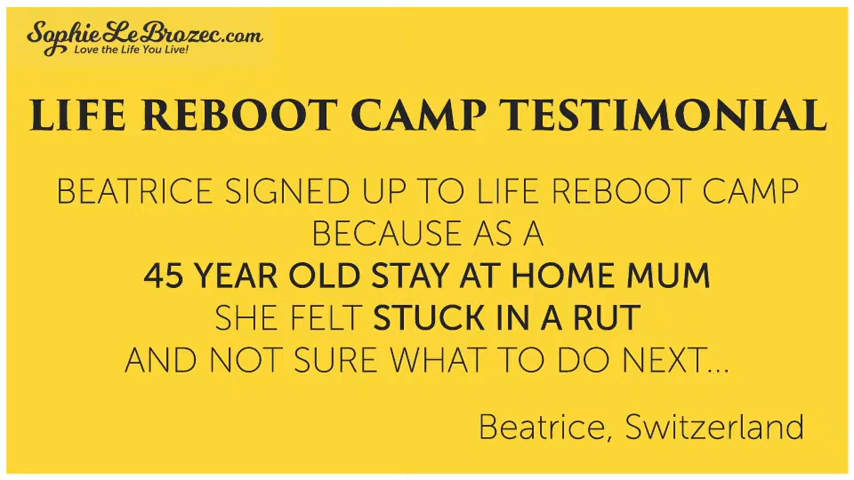 SophieLeBrozec.com
Love the Life You Live!
LIFE REBOOT CAMP TESTIMONIAL
BEATRICE SIGNED UP TO LIFE REBOOT CAMP
BECAUSE AS A
45 YEAR OLD STAY AT HOME MUM
SHE FELT STUCK IN A RUT
AND NOT SURE WHAT TO DO NEXT...
Beatrice, Switzerland